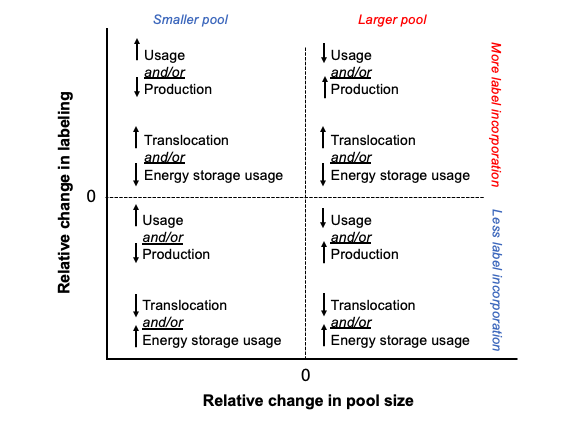 Smaller pool
Larger pool
Usage
and/or
Production
Translocation
and/or
Energy storage usage
Usage
and/or
Production
Translocation
and/or
Energy storage usage
More label incorporation
Relative change in labeling
0
Usage
and/or
Production
Translocation
and/or
Energy storage usage
Usage
and/or
Production
Translocation
and/or
Energy storage usage
Less label incorporation
0
Relative change in pool size